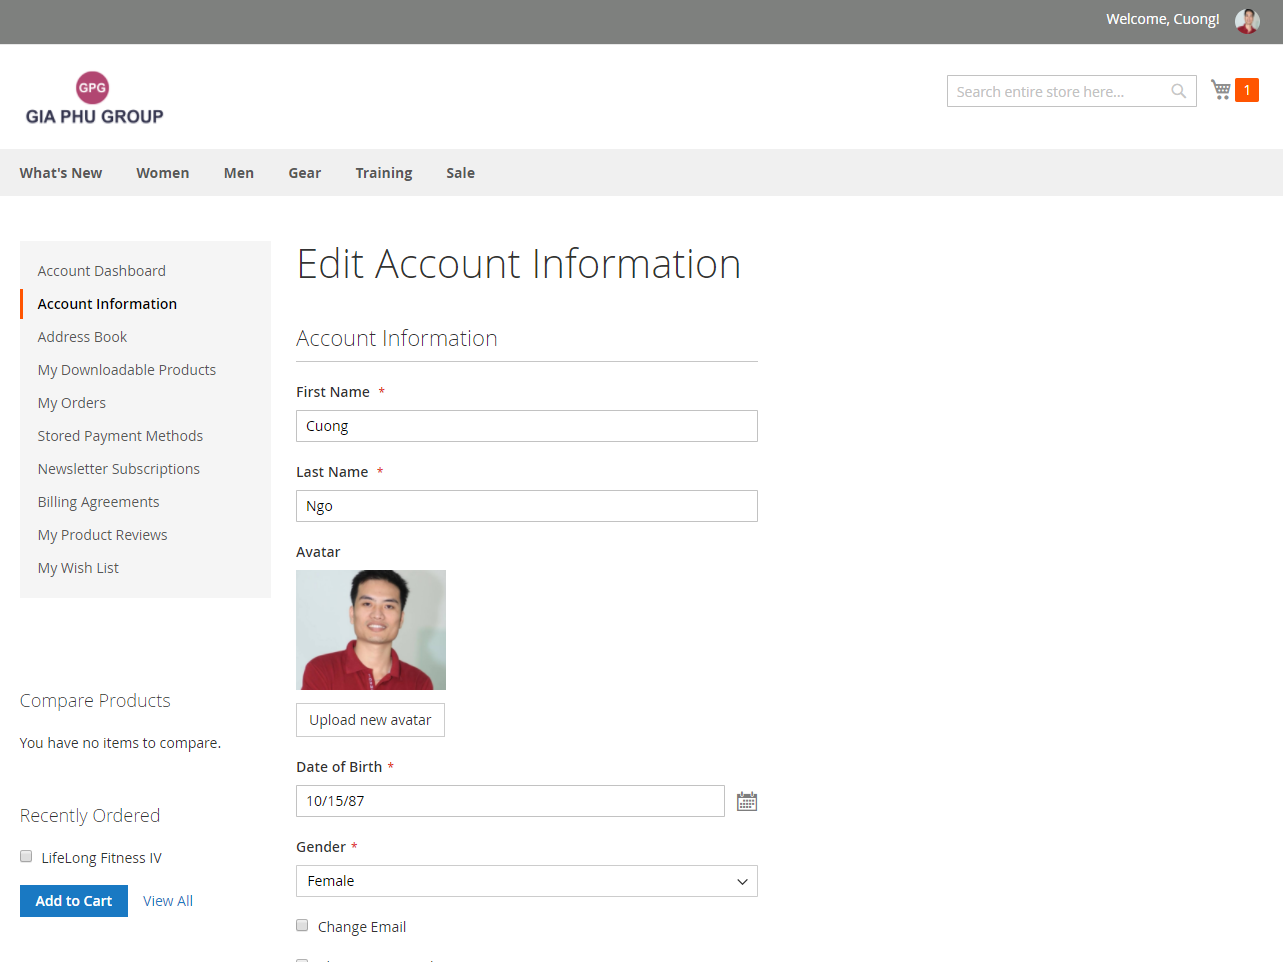 Welcome, Cuong!
GPG
GIA PHU GROUP
Search entire store here...
1
What's New Women Men Gear Training Sale
Account Dashboard
Account Information
Address Book
My Downloadable Products
My Orders
Stored Payment Methods
Newsletter Subscriptions
Billing Agreements
My Product Reviews
My Wish List
Compare Products
You have no items to compare.
Recently Ordered
LifeLong Fitness IV
Add to Cart View All
Edit Account Information
Account Information
First Name *
Cuong
Last Name *
Ngo
Avatar
Upload new avatar
Date of Birth *
10/15/87
Gender *
Female
Change Email